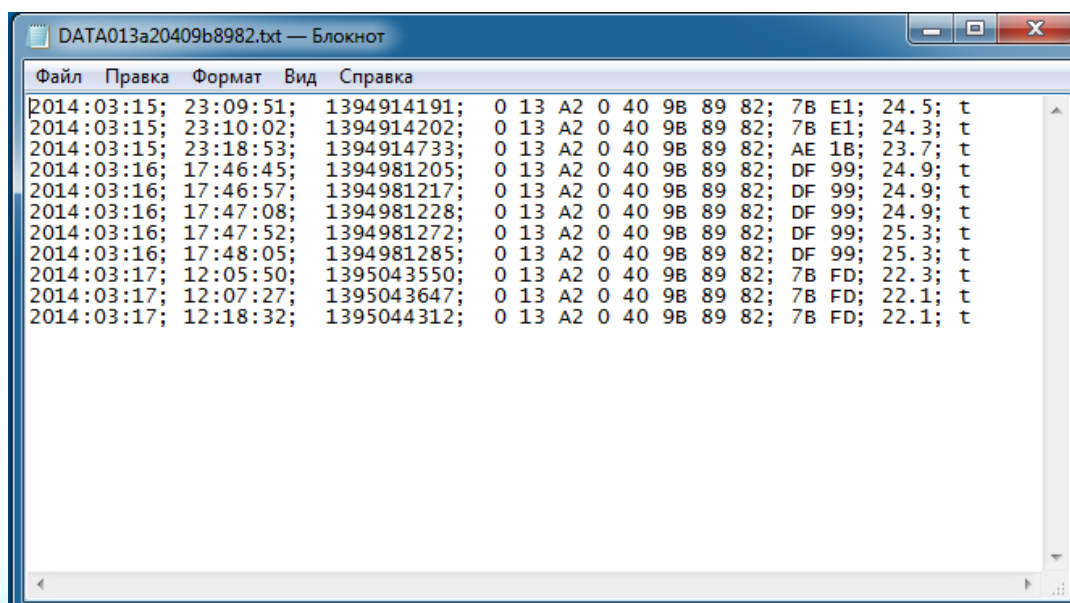 DATA013a20409b8982.txt — Блокнот
Файл Правка Формат Вид Справка
2014:03:15; 23:09:51; 1394914191; 0 13 A2 0 40 9B 89 82; 7B E1; 24.5; t
2014:03:15; 23:10:02; 1394914202; 0 13 A2 0 40 9B 89 82; 7B E1; 24.3; t
2014:03:15; 23:18:53; 1394914733; 0 13 A2 0 40 9B 89 82; AE 1B; 23.7; t
2014:03:16; 17:46:45; 1394981205; 0 13 A2 0 40 9B 89 82; DF 99; 24.9; t
2014:03:16; 17:46:57; 1394981217; 0 13 A2 0 40 9B 89 82; DF 99; 24.9; t
2014:03:16; 17:47:08; 1394981228; 0 13 A2 0 40 9B 89 82; DF 99; 24.9; t
2014:03:16; 17:47:52; 1394981272; 0 13 A2 0 40 9B 89 82; DF 99; 25.3; t
2014:03:16; 17:48:05; 1394981285; 0 13 A2 0 40 9B 89 82; DF 99; 25.3; t
2014:03:17; 12:05:50; 1395043550; 0 13 A2 0 40 9B 89 82; 7B FD; 22.3; t
2014:03:17; 12:07:27; 1395043647; 0 13 A2 0 40 9B 89 82; 7B FD; 22.1; t
2014:03:17; 12:18:32; 1395044312; 0 13 A2 0 40 9B 89 82; 7B FD; 22.1; t